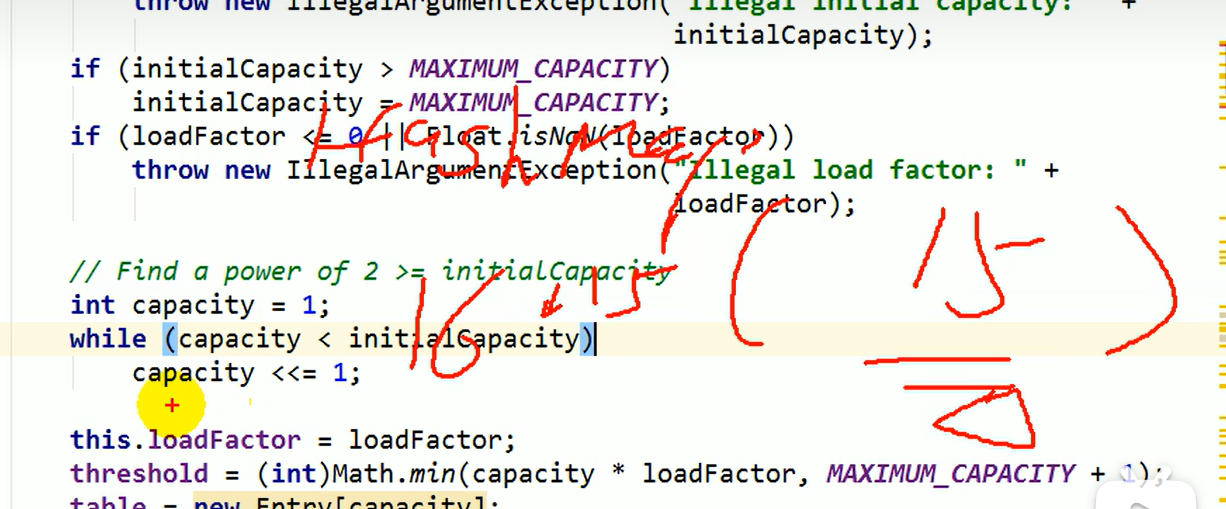 throw new IllegalArgumentException("Illegal initial capacity: " +
initialCapacity);
if (initialCapacity > MAXIMUM_CAPACITY)
initialCapacity = MAXIMUM_CAPACITY;
if (loadFactor <= 0 || Float.isNaN(loadFactor))
throw new IllegalArgumentException("Illegal load factor: " +
loadFactor);
HashMap
( 15 )
// Find a power of 2 >= initialCapacity
int capacity = 1;
16 15
while (capacity < initialCapacity)
capacity <<= 1;
this.loadFactor = loadFactor;
threshold = (int)Math.min(capacity * loadFactor, MAXIMUM_CAPACITY + 1);
table = new Entry[capacity];